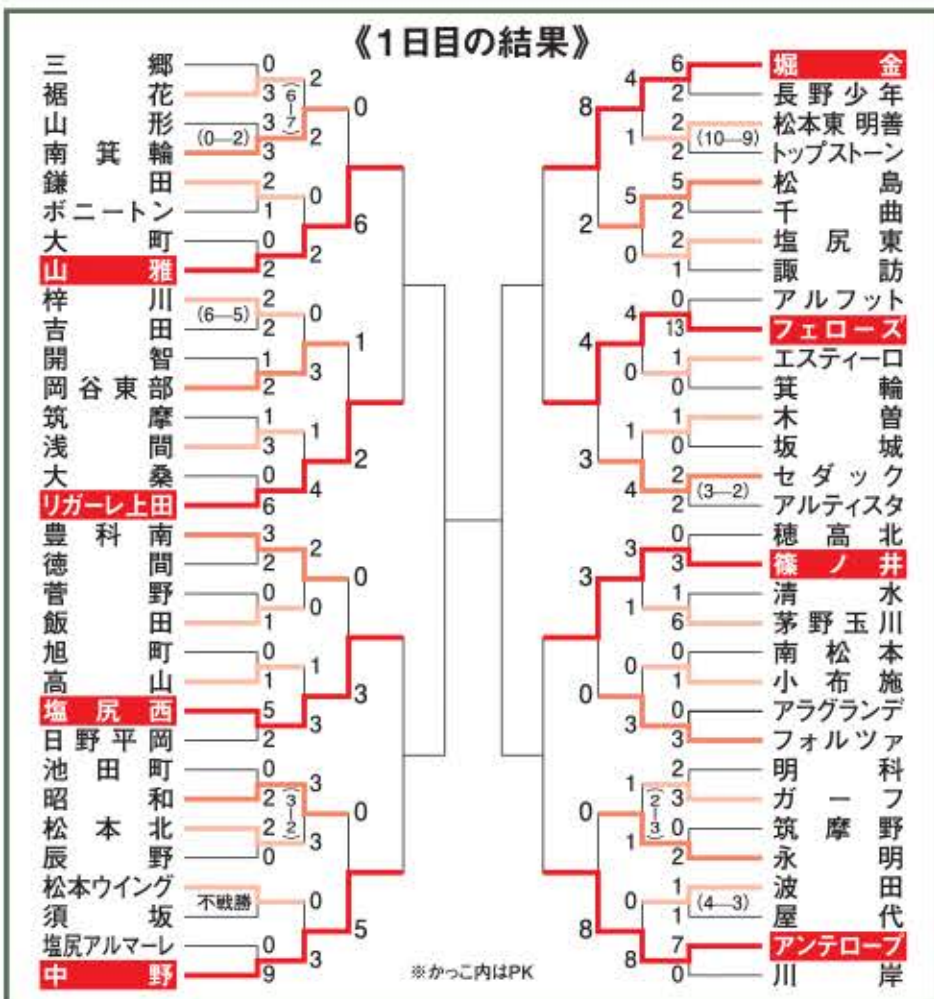 《1日目の結果》
三郷 0
裾花 3
(6—7) 2 2
山形 3
南箕輪 3
(0—2)
0
鎌田 2
ボニートン 1
0
大町 0
山雅 2
2
6
梓川 2
吉田 2
(6—5)
0
開智 1
岡谷東部 2
3
1
筑摩 1
浅間 3
1
大桑 0
リガーレ上田 6
4
2
豊科南 3
徳間 2
2
菅野 0
飯田 1
0
0
旭町 0
高山 1
1
塩尻西 5
日野平岡 2
3
3
池田町 0
昭和 2
(3—2) 3 3
松本北 2
辰野 0
0
松本ウイング
須坂
不戦勝
0
塩尻アルマーレ 0
中野 9
3
5
堀金 6
長野少年 2
4
松本東明善 2
トップストーン 2
(10—9)
1
8
松島 5
千曲 2
5
塩尻東 2
諏訪 1
0
2
アルフット 0
フェローズ 13
4
エスティーロ 1
箕輪 0
0
4
木曽 1
坂城 0
1
セダック 2
アルティスタ 2
(3—2)
4
3
穂高北 0
篠ノ井 3
3
清水 1
茅野玉川 6
1
3
南松本 0
小布施 1
0
アラグランデ 0
フォルツァ 3
3
0
明科 2
ガーフ 3
1
(2—3)
筑摩野 0
永明 2
1
0
波田 1
屋代 1
(4—3)
0
アンテロープ 7
川岸 0
8
8
※かっこ内はPK